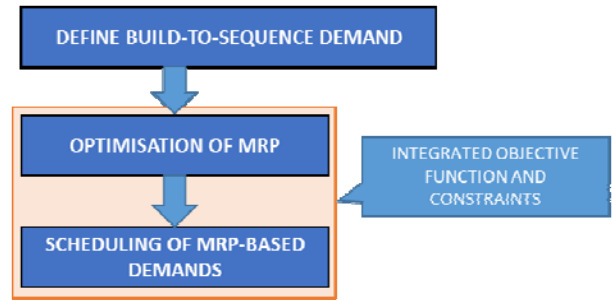 DEFINE BUILD-TO-SEQUENCE DEMAND
OPTIMISATION OF MRP
INTEGRATED OBJECTIVE
FUNCTION AND
CONSTRAINTS
SCHEDULING OF MRP-BASED
DEMANDS